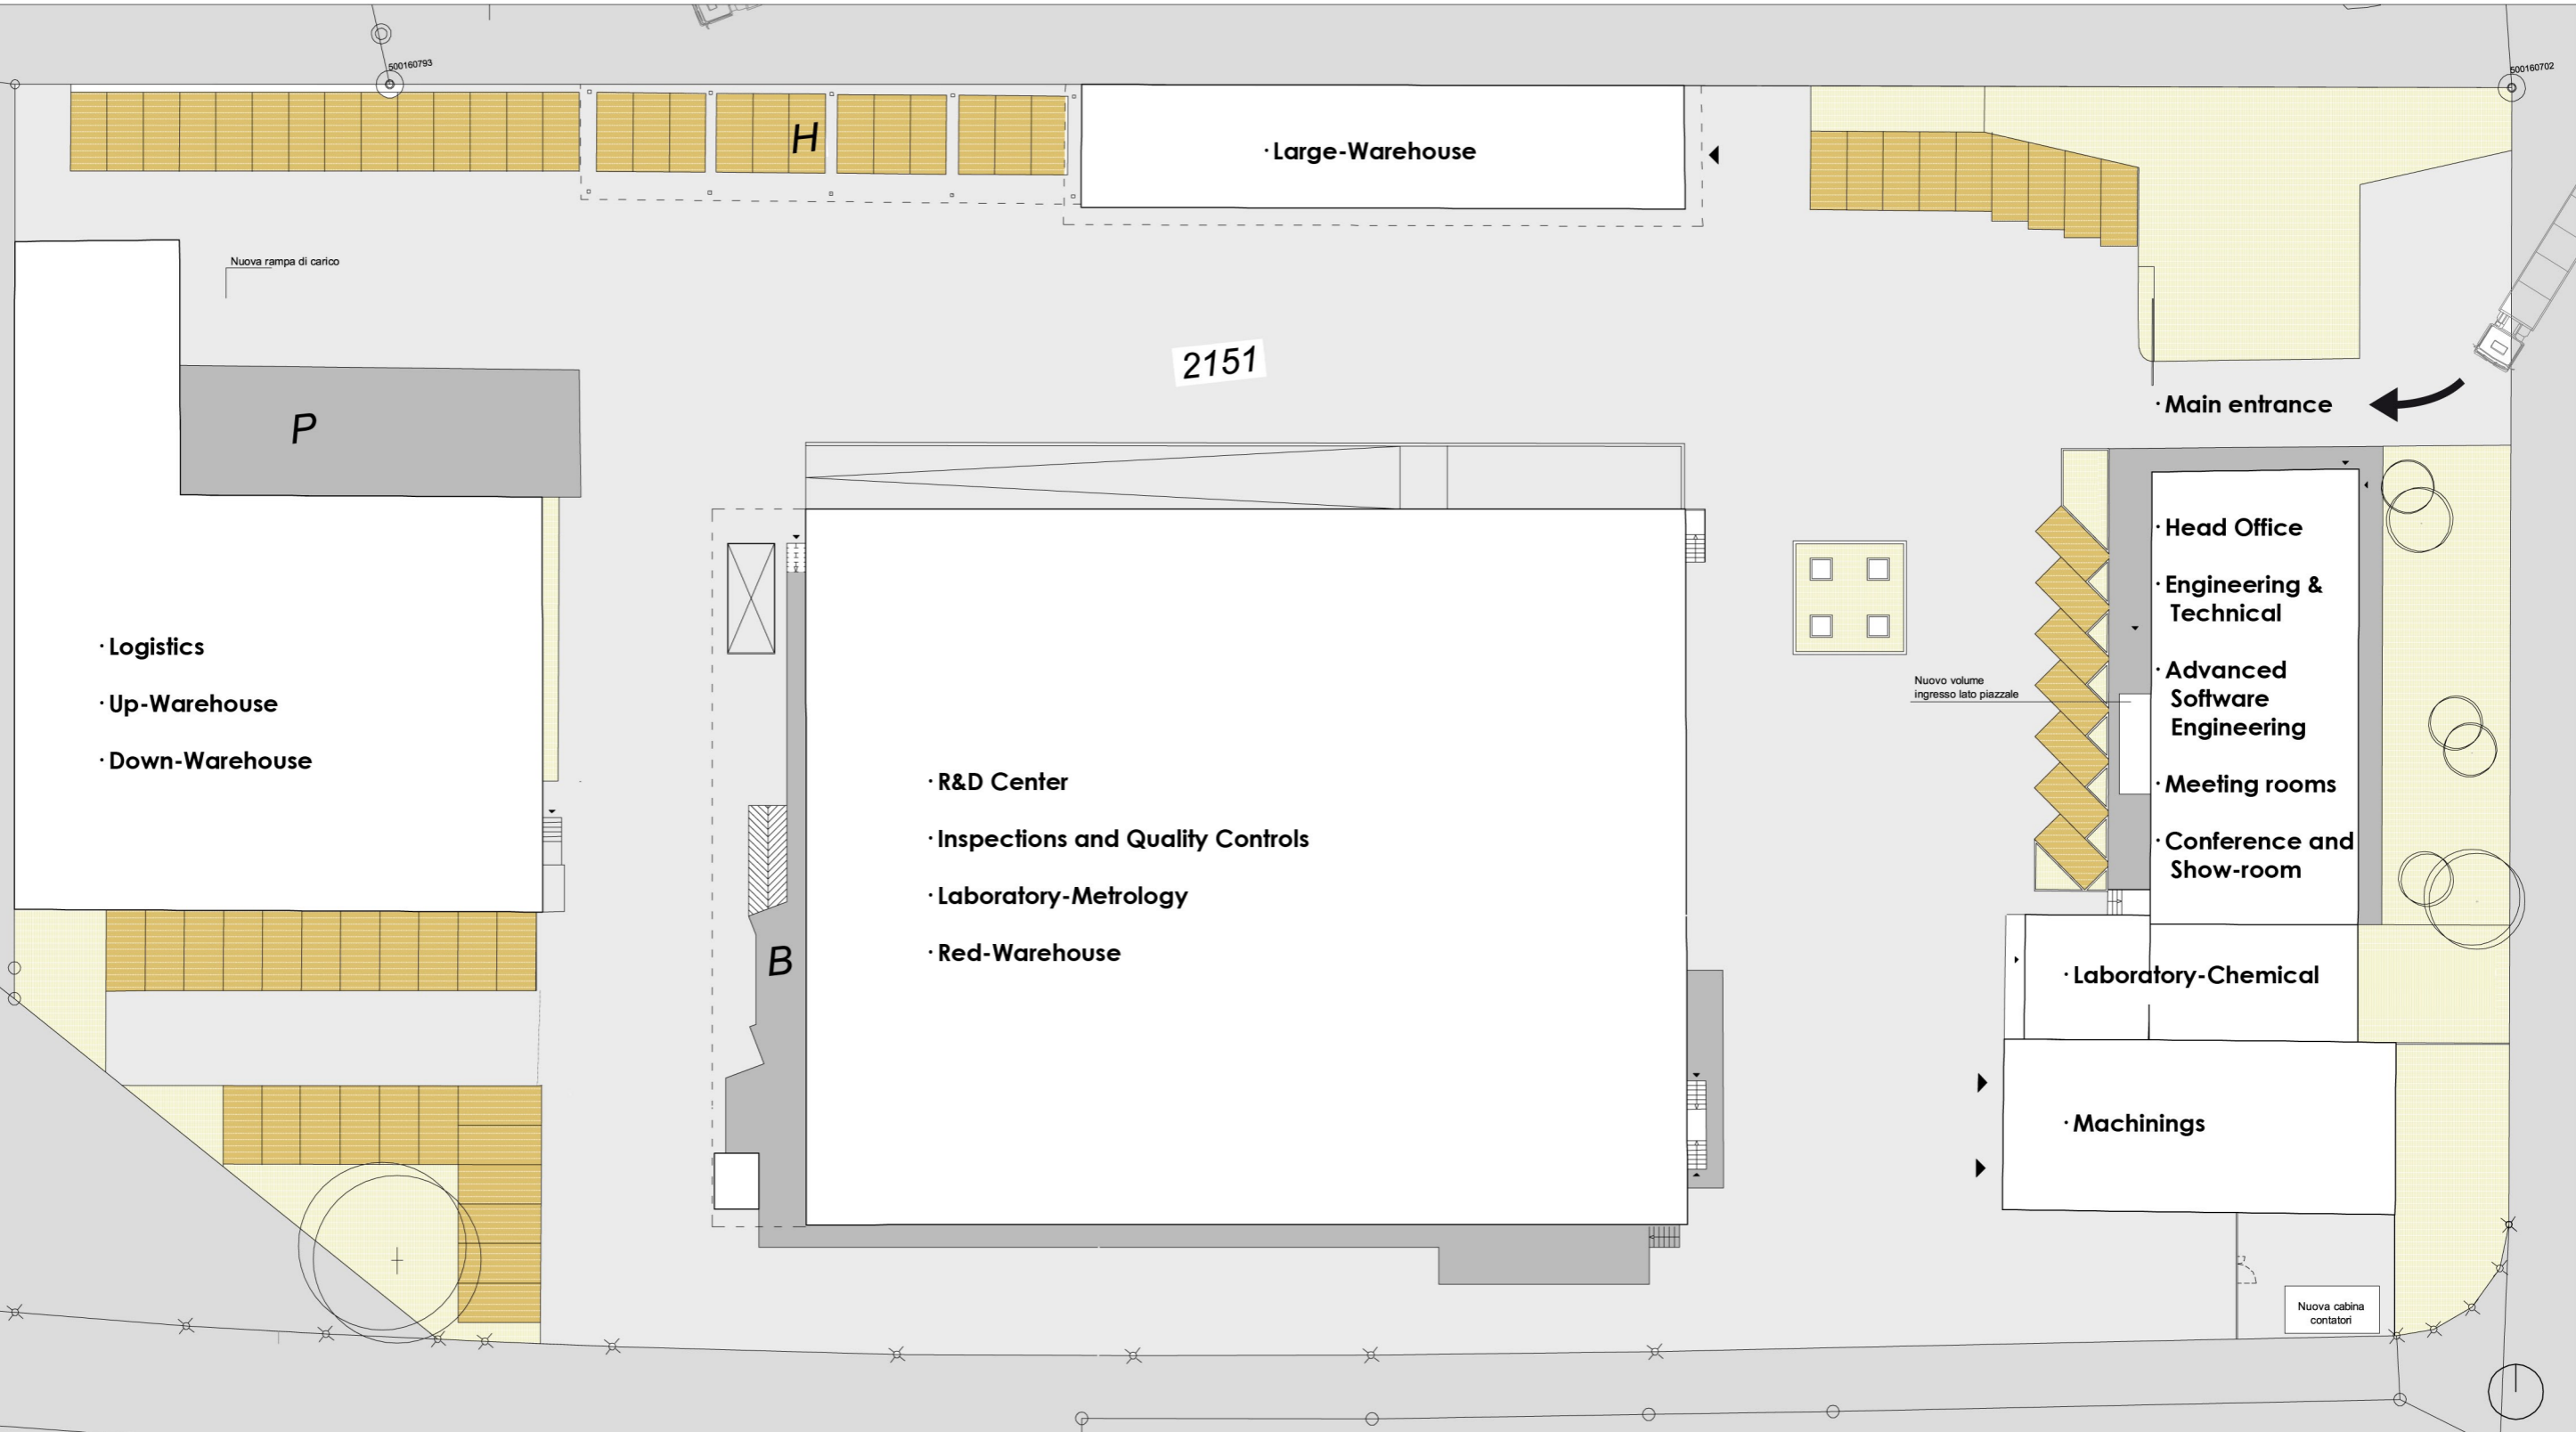 500160793
500160702
H
· Large-Warehouse
Nuova rampa di carico
2151
· Main entrance
P
· Head Office
· Engineering &
Technical
· Advanced
Software
Engineering
· Meeting rooms
· Conference and
Show-room
Nuovo volume
ingresso lato piazzale
· Logistics
· Up-Warehouse
· Down-Warehouse
· R&D Center
· Inspections and Quality Controls
· Laboratory-Metrology
· Red-Warehouse
B
· Laboratory-Chemical
· Machinings
Nuova cabina
contatori